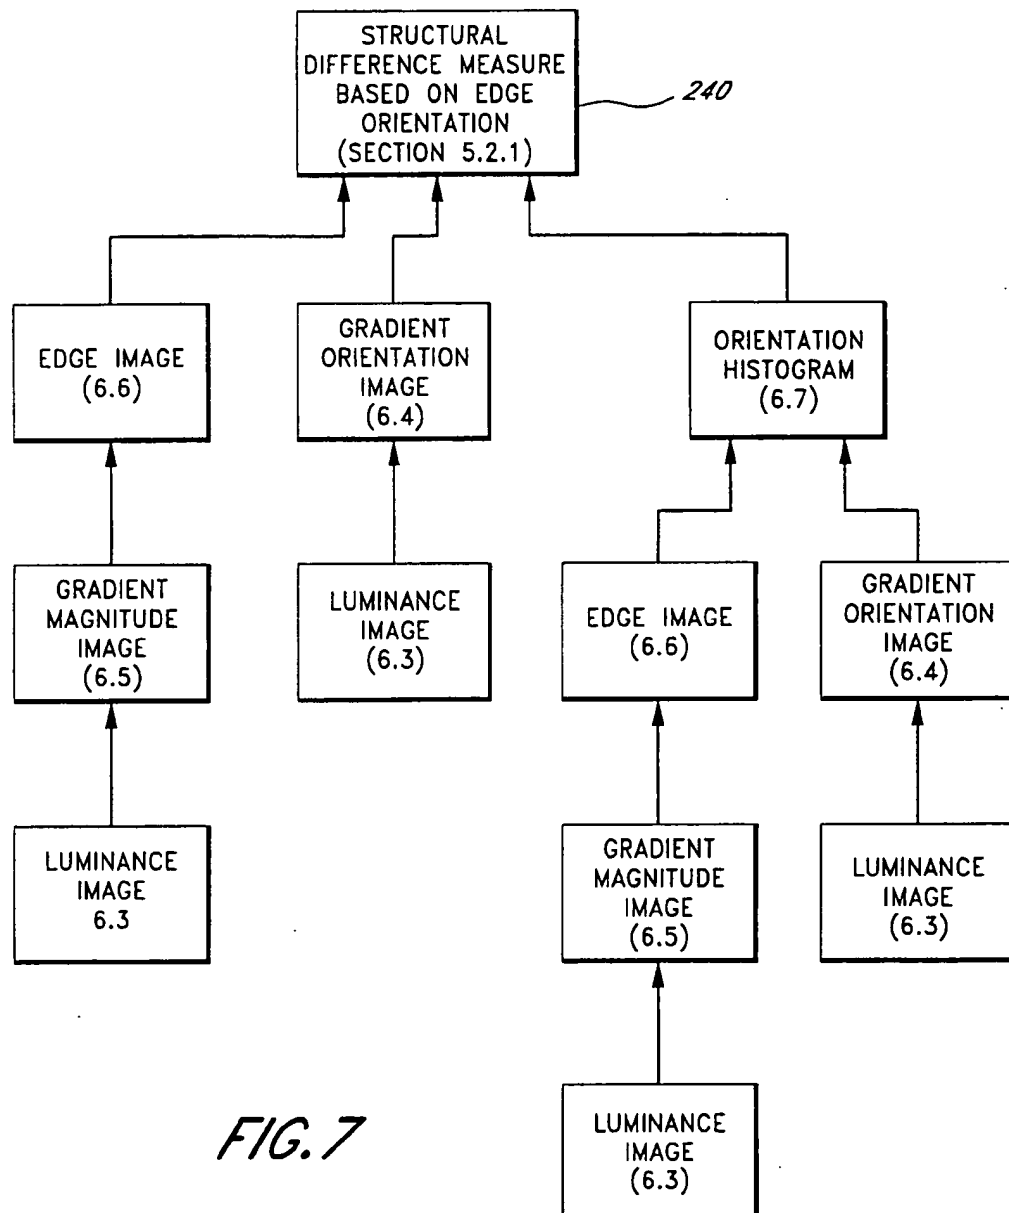 STRUCTURAL
DIFFERENCE MEASURE
BASED ON EDGE
ORIENTATION
(SECTION 5.2.1)
240
EDGE IMAGE
(6.6)
GRADIENT
ORIENTATION
IMAGE
(6.4)
ORIENTATION
HISTOGRAM
(6.7)
GRADIENT
MAGNITUDE
IMAGE
(6.5)
LUMINANCE
IMAGE
(6.3)
EDGE IMAGE
(6.6)
GRADIENT
ORIENTATION
IMAGE
(6.4)
LUMINANCE
IMAGE
6.3
GRADIENT
MAGNITUDE
IMAGE
(6.5)
LUMINANCE
IMAGE
(6.3)
LUMINANCE
IMAGE
(6.3)
FIG. 7